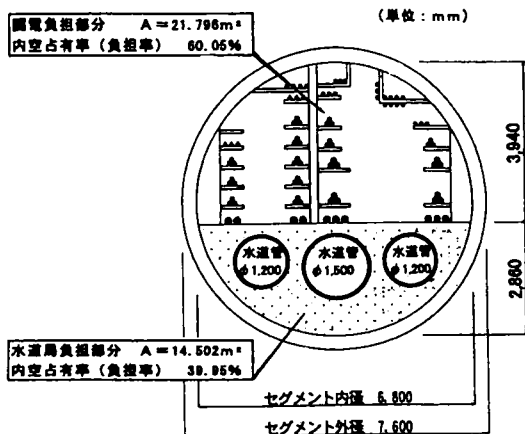 (単位:mm)
関電負担部分 A=21.796m²
内空占有率(負担率) 60.05%
3,940
2,860
水道管
φ1,200
水道管
φ1,500
水道管
φ1,200
水道局負担部分 A=14.502m²
内空占有率(負担率) 39.95%
セグメント内径 6,800
セグメント外径 7,600